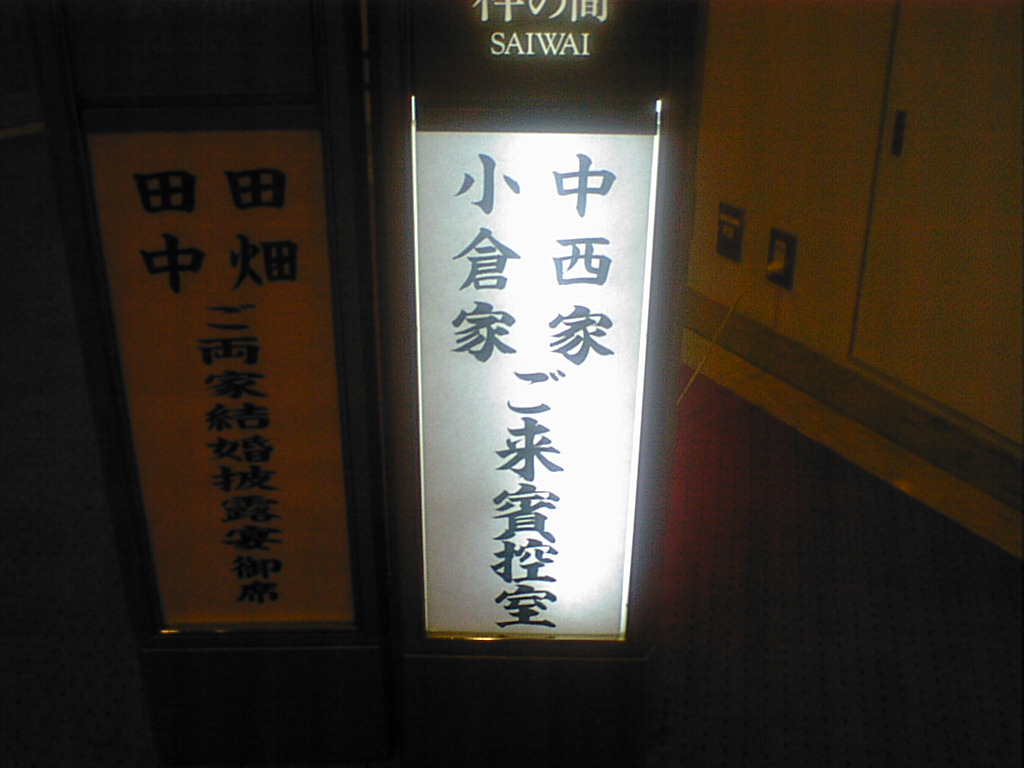 の間
SAIWAI
中西家
小倉家
ご来賓控室
田畑
田中
ご両家結婚披露宴御席